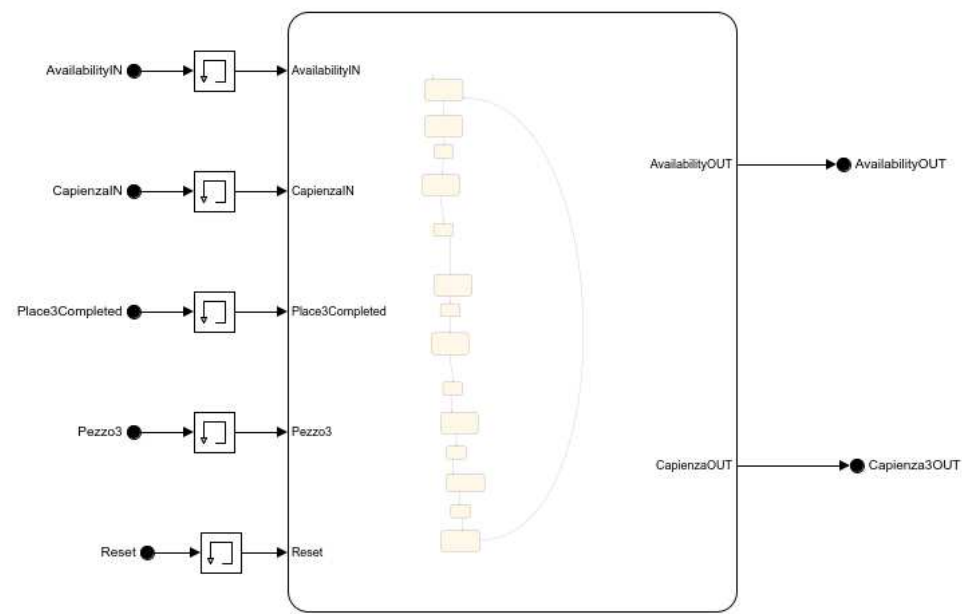 AvailabilityIN
AvailabilityIN
CapienzaIN
CapienzaIN
Place3Completed
Place3Completed
Pezzo3
Pezzo3
Reset
Reset
AvailabilityOUT
AvailabilityOUT
CapienzaOUT
Capienza3OUT